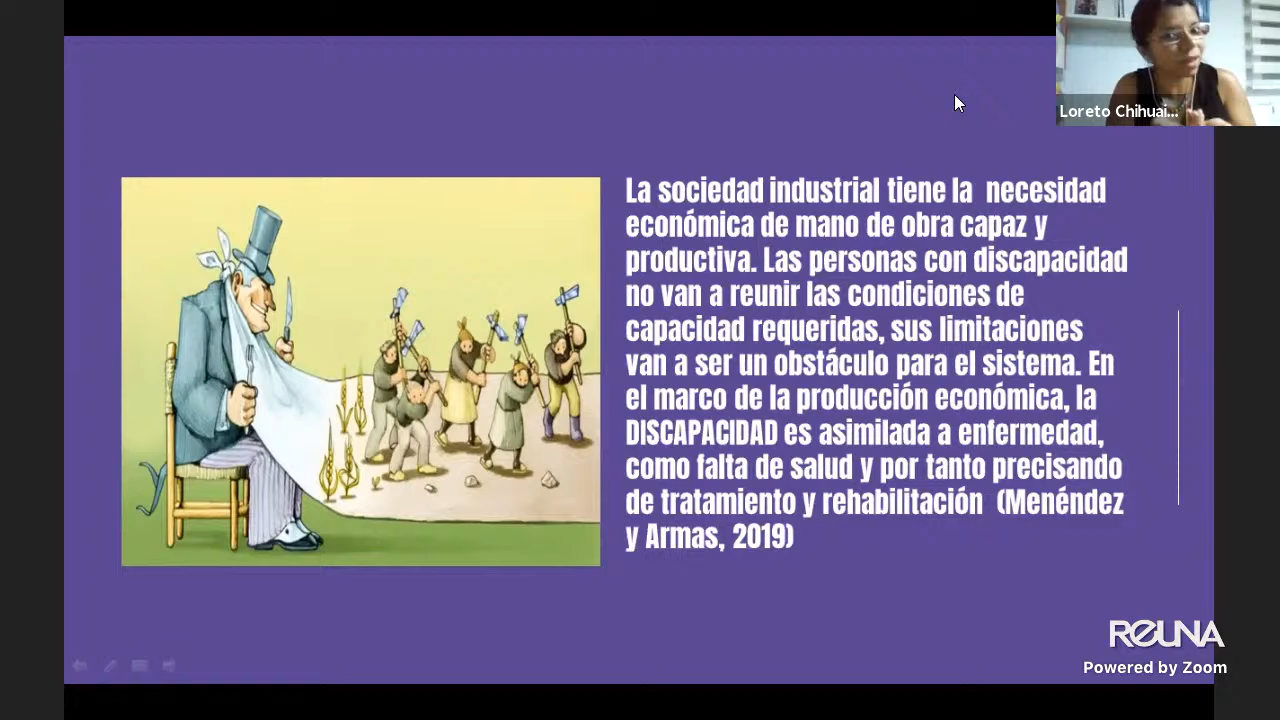 Loreto Chihuai...
La sociedad industrial tiene la necesidad
económica de mano de obra capaz y
productiva. Las personas con discapacidad
no van a reunir las condiciones de
capacidad requeridas, sus limitaciones
van a ser un obstáculo para el sistema. En
el marco de la producción económica, la
DISCAPACIDAD es asimilada a enfermedad,
como falta de salud y por tanto precisando
de tratamiento y rehabilitación (Menéndez
y Armas, 2019)
REUNA
Powered by Zoom